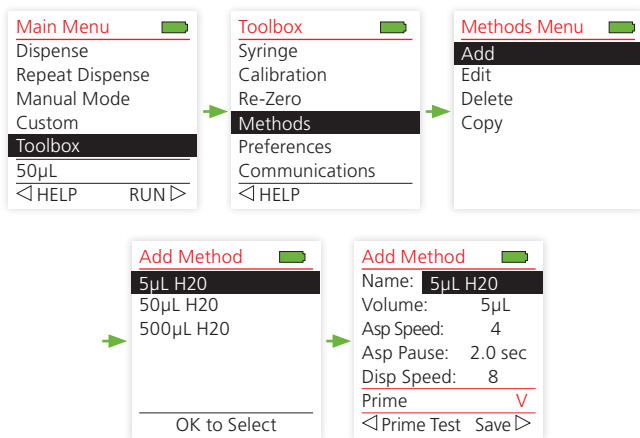 Main Menu
Dispense
Repeat Dispense
Manual Mode
Custom
Toolbox
50µL
◁ HELP RUN ▷
Toolbox
Syringe
Calibration
Re-Zero
Methods
Preferences
Communications
◁ HELP
Methods Menu
Add
Edit
Delete
Copy
Add Method
5µL H20
50µL H20
500µL H20
OK to Select
Add Method
Name: 5µL H20
Volume: 5µL
Asp Speed: 4
Asp Pause: 2.0 sec
Disp Speed: 8
Prime V
◁ Prime Test Save ▷